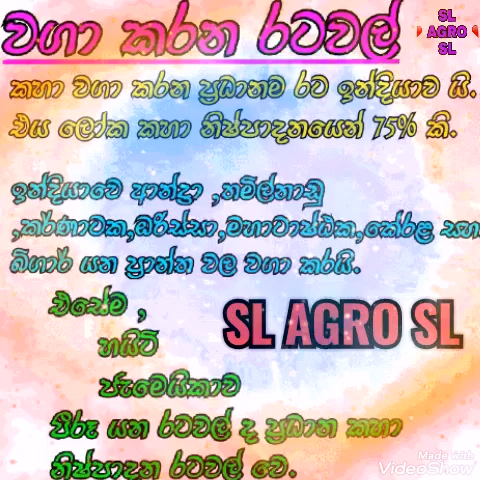 වගා කරන රටවල්
SL
AGRO
SL
කහා වගා කරන ප්‍රධානම රට ඉන්දියාව යි.
එය ලෝක කහා නිෂ්පාදනයෙන් 75% කි.
ඉන්දියාවෙ ආන්ද්‍රා ,තමිල්නාඩු
,කර්ණාටක,ඔරිස්සා,මහාටාෂ්ඨක,කේරළ සහ
බිගාර් යන ප්‍රාන්ත වල වගා කරයි.
එසේම ,
හයිටි
ජැමෙයිකාව
පීරූ යන රටවල් ද ප්‍රධාන කහා
නිෂ්පාදන රටවල් වේ.
SL AGRO SL
Made with
VideoShow